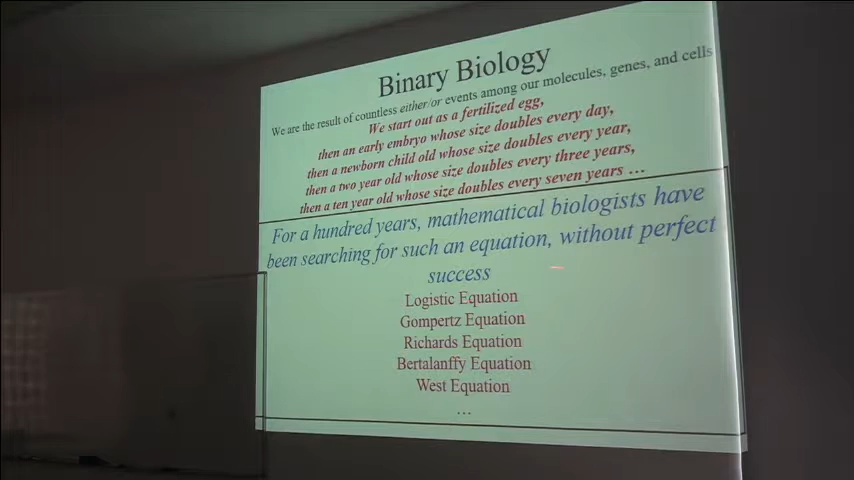 Binary Biology
We are the result of countless either/or events among our molecules, genes, and cells
We start out as a fertilized egg,
then an early embryo whose size doubles every day,
then a newborn child old whose size doubles every year,
then a two year old whose size doubles every three years,
then a ten year old whose size doubles every seven years ...
For a hundred years, mathematical biologists have
been searching for such an equation, without perfect
success
Logistic Equation
Gompertz Equation
Richards Equation
Bertalanffy Equation
West Equation
...